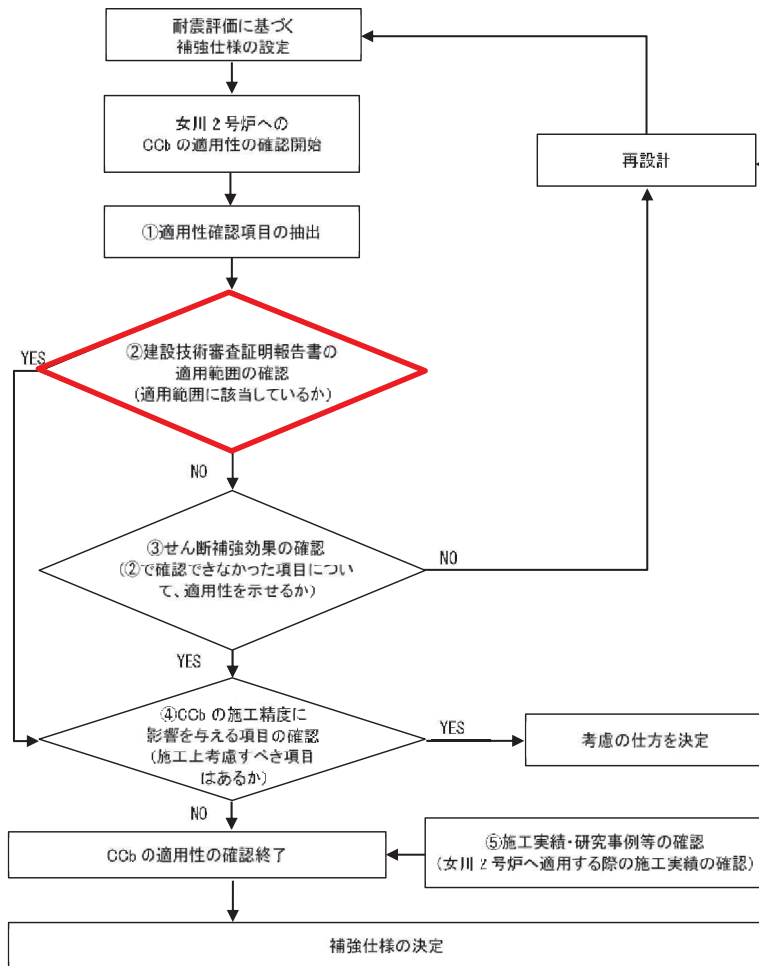 耐震評価に基づく
補強仕様の設定
女川２号炉への
CCb の適用性の確認開始
再設計
①適用性確認項目の抽出
②建設技術審査証明報告書の
適用範囲の確認
(適用範囲に該当しているか)
YES
NO
③せん断補強効果の確認
(②で確認できなかった項目につい
て、適用性を示せるか)
NO
YES
④CCb の施工精度に
影響を与える項目の確認
(施工上考慮すべき項目
はあるか)
YES
考慮の仕方を決定
NO
CCb の適用性の確認終了
⑤施工実績・研究事例等の確認
(女川２号炉へ適用する際の施工実績の確認)
補強仕様の決定